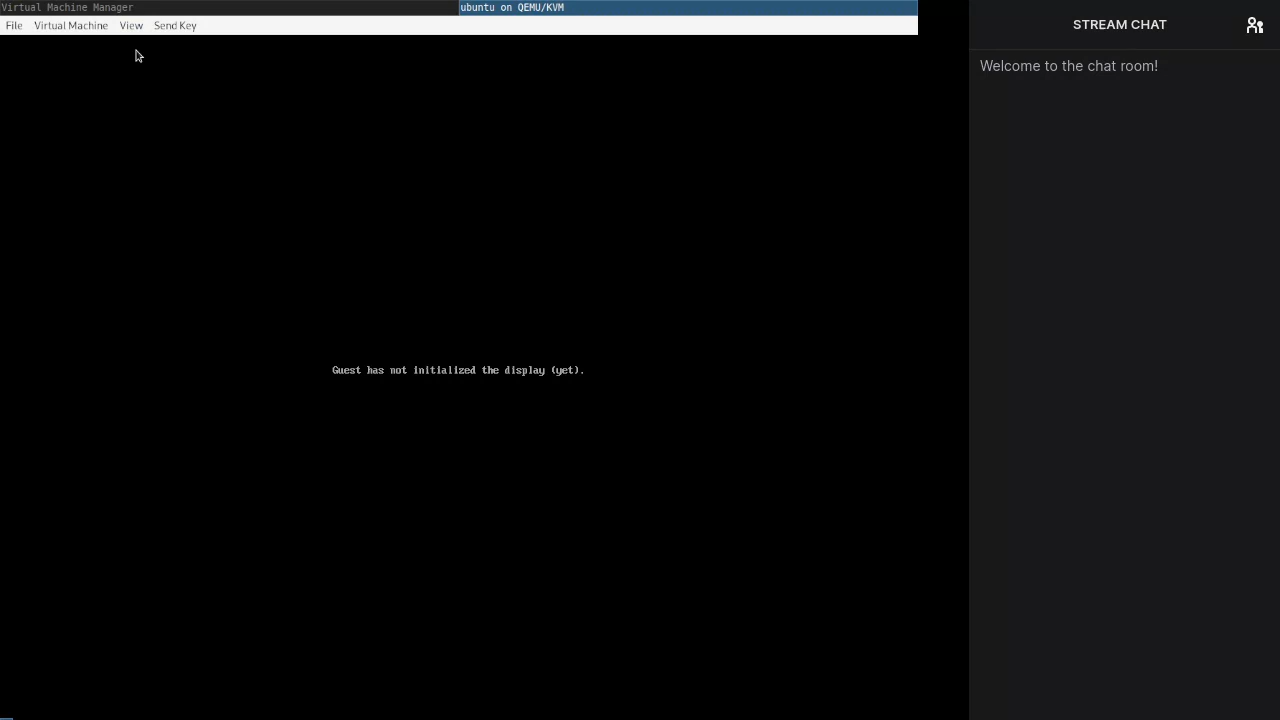 Virtual Machine Manager
ubuntu on QEMU/KVM
File Virtual Machine View Send Key
Guest has not initialized the display (yet).
STREAM CHAT
Welcome to the chat room!